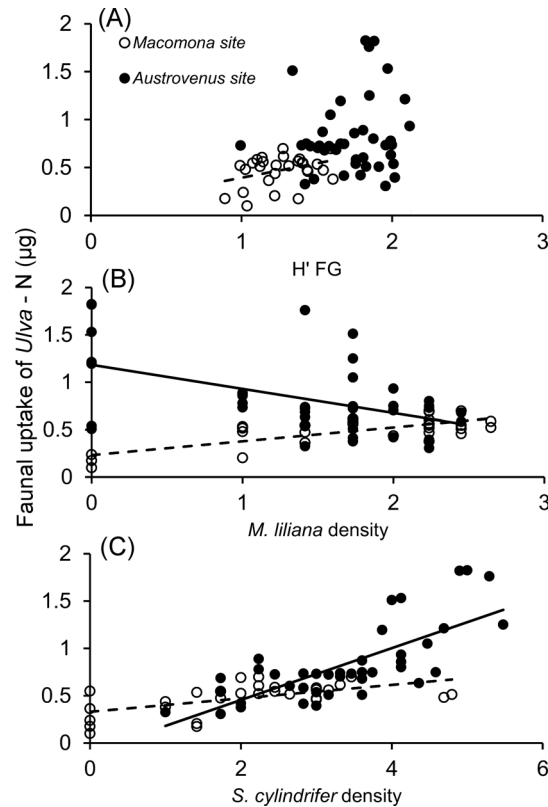 (A)
2
Macomona site
1.5
Austrovenus site
1
0.5
0
0 1 2 3
H' FG
Faunal uptake of Ulva - N (µg)
(B)
2
1.5
1
0.5
0
0 1 2 3
M. liliana density
(C)
2
1.5
1
0.5
0
0 2 4 6
S. cylindrifer density